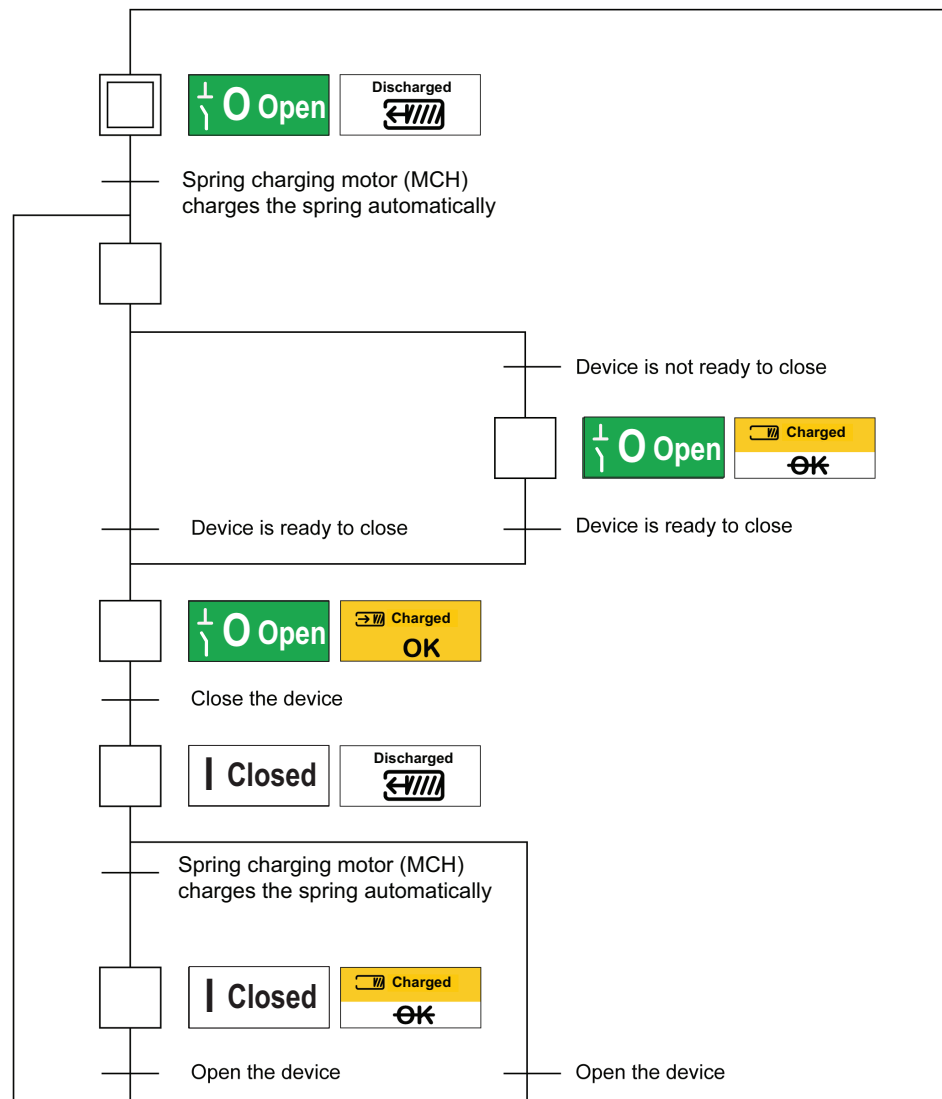 O Open
Discharged
Spring charging motor (MCH)
charges the spring automatically
Device is not ready to close
O Open
Charged
OK
Device is ready to close
Device is ready to close
O Open
Charged
OK
Close the device
I Closed
Discharged
Spring charging motor (MCH)
charges the spring automatically
I Closed
Charged
OK
Open the device
Open the device